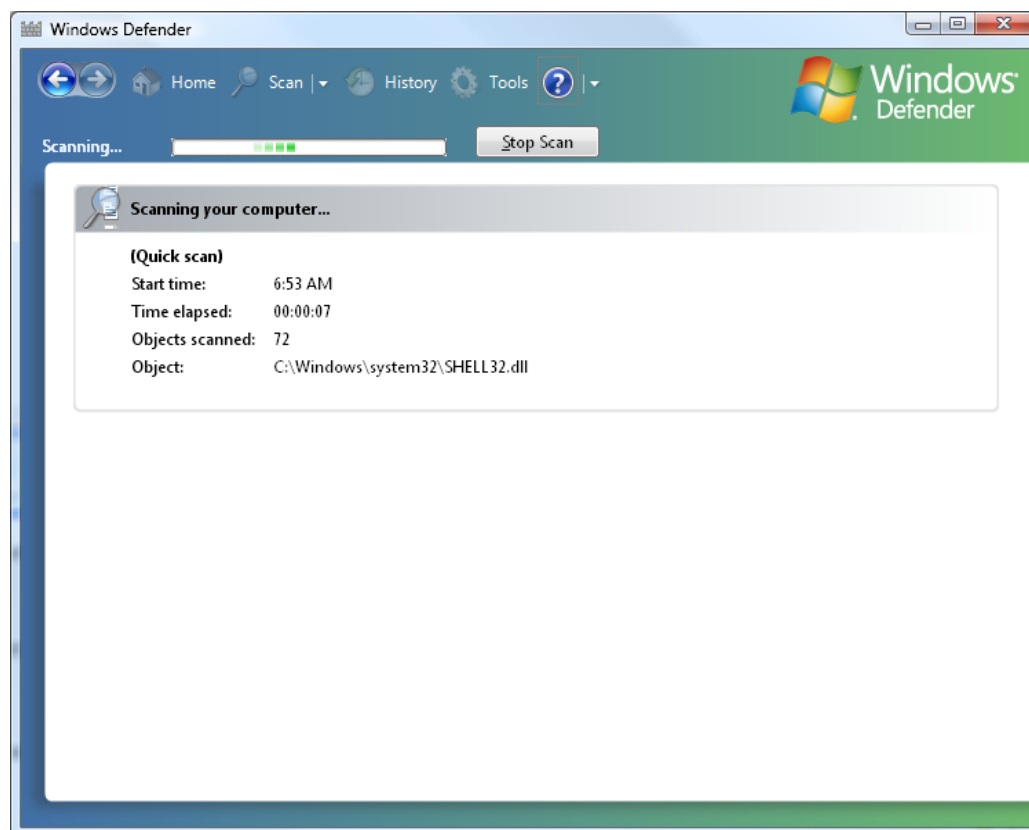 Windows Defender
Home Scan History Tools
Windows
Defender
Scanning... Stop Scan
Scanning your computer...
(Quick scan)
Start time: 6:53 AM
Time elapsed: 00:00:07
Objects scanned: 72
Object: C:\Windows\system32\SHELL32.dll